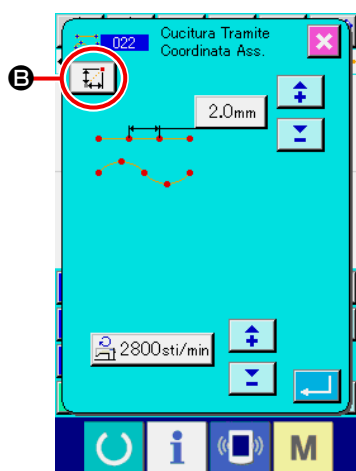 022
Cucitura Tramite
Coordinata Ass.
B
2.0mm
2800sti/min
i
M